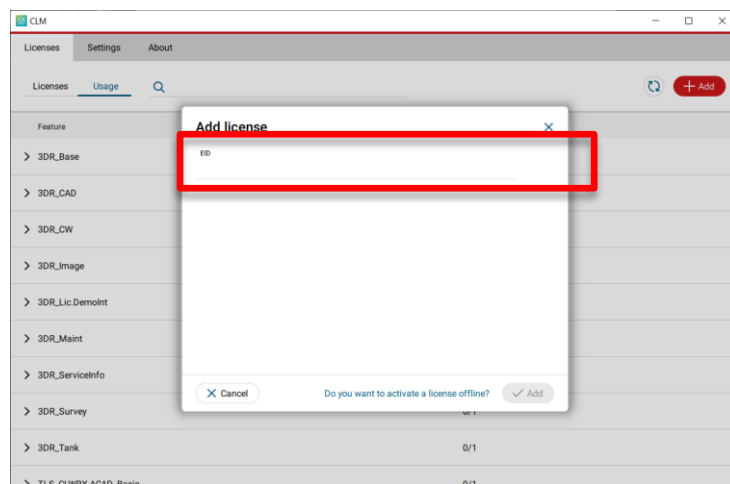 CLM
Licenses Settings About
Licenses Usage
Add
Feature
Add license
EID
3DR_Base
3DR_CAD
3DR_CW
3DR_Image
3DR_Lic.DemoInt
3DR_Maint
3DR_ServiceInfo
Cancel Do you want to activate a license offline? Add
3DR_Survey 0/1
3DR_Tank 0/1